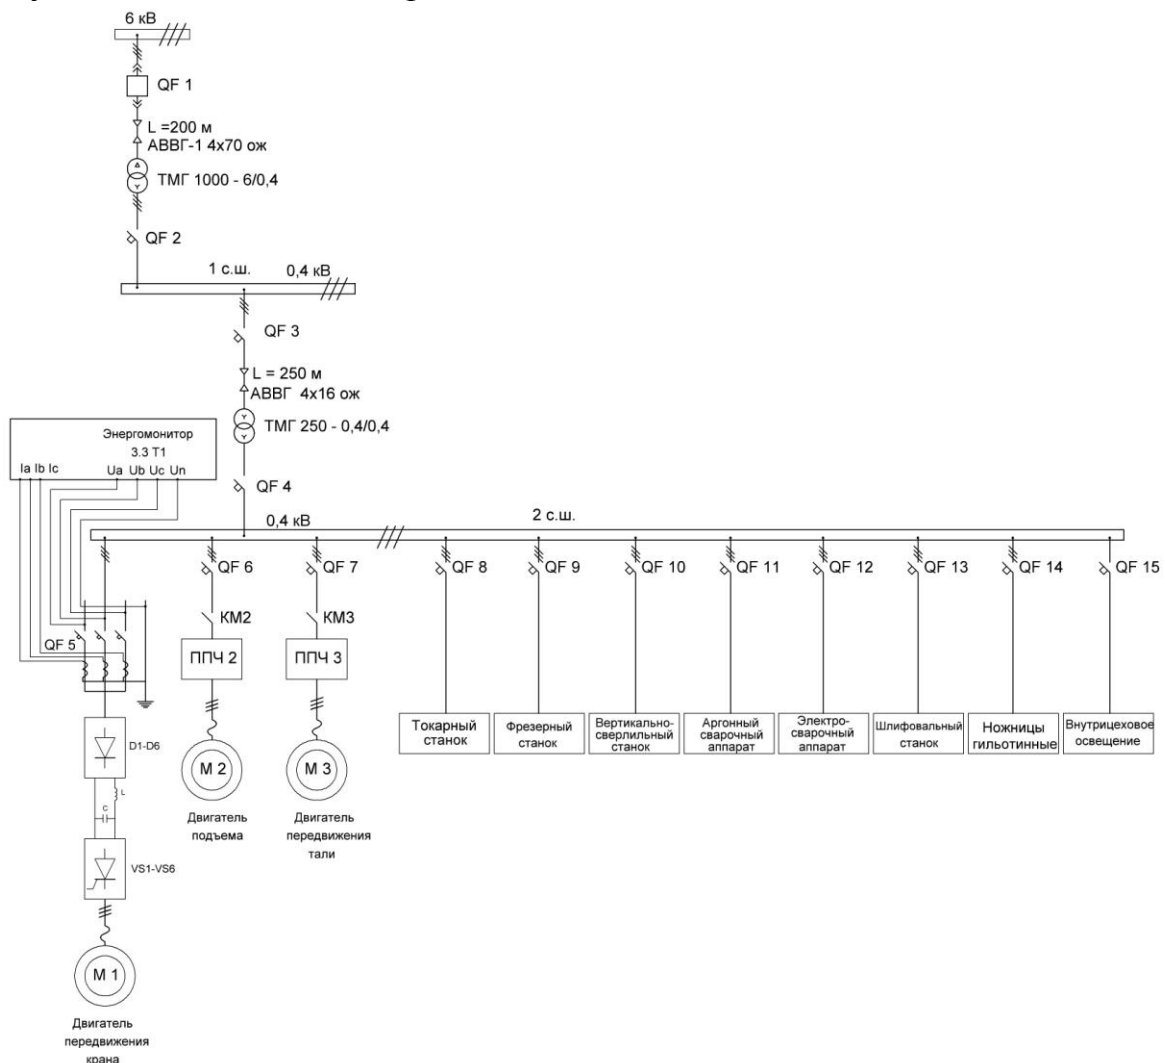 6 кВ
QF 1
L =200 м
АВВГ-1 4х70 ож
ТМГ 1000 - 6/0,4
QF 2
1 с.ш. 0,4 кВ
QF 3
L = 250 м
АВВГ 4х16 ож
ТМГ 250 - 0,4/0,4
Энергомонитор
3.3 Т1
Ia Ib Ic Ua Ub Uc Un
QF 4
0,4 кВ 2 с.ш.
QF 6 QF 7 QF 8 QF 9 QF 10 QF 11 QF 12 QF 13 QF 14 QF 15
КМ2 КМ3
QF 5
ППЧ 2 ППЧ 3
Токарный
станок
Фрезерный
станок
Вертикально-
сверлильный
станок
Аргонный
сварочный
аппарат
Электро-
сварочный
аппарат
Шлифовальный
станок
Ножницы
гильотинные
Внутрицеховое
освещение
D1-D6
L
C
VS1-VS6
М 2
Двигатель
подъема
М 3
Двигатель
передвижения
тали
М 1
Двигатель
передвижения
крана